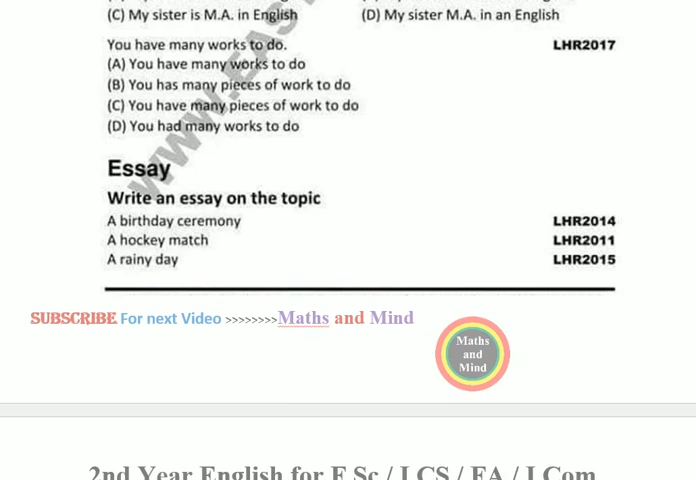 (C) My sister is M.A. in English (D) My sister M.A. in an English
You have many works to do. LHR2017
(A) You have many works to do
(B) You has many pieces of work to do
(C) You have many pieces of work to do
(D) You had many works to do
Essay
Write an essay on the topic
A birthday ceremony LHR2014
A hockey match LHR2011
A rainy day LHR2015
SUBSCRIBE For next Video >>>>>>>>Maths and Mind
Maths
and
Mind
2nd Year English for F.Sc / I.CS / FA / I.Com